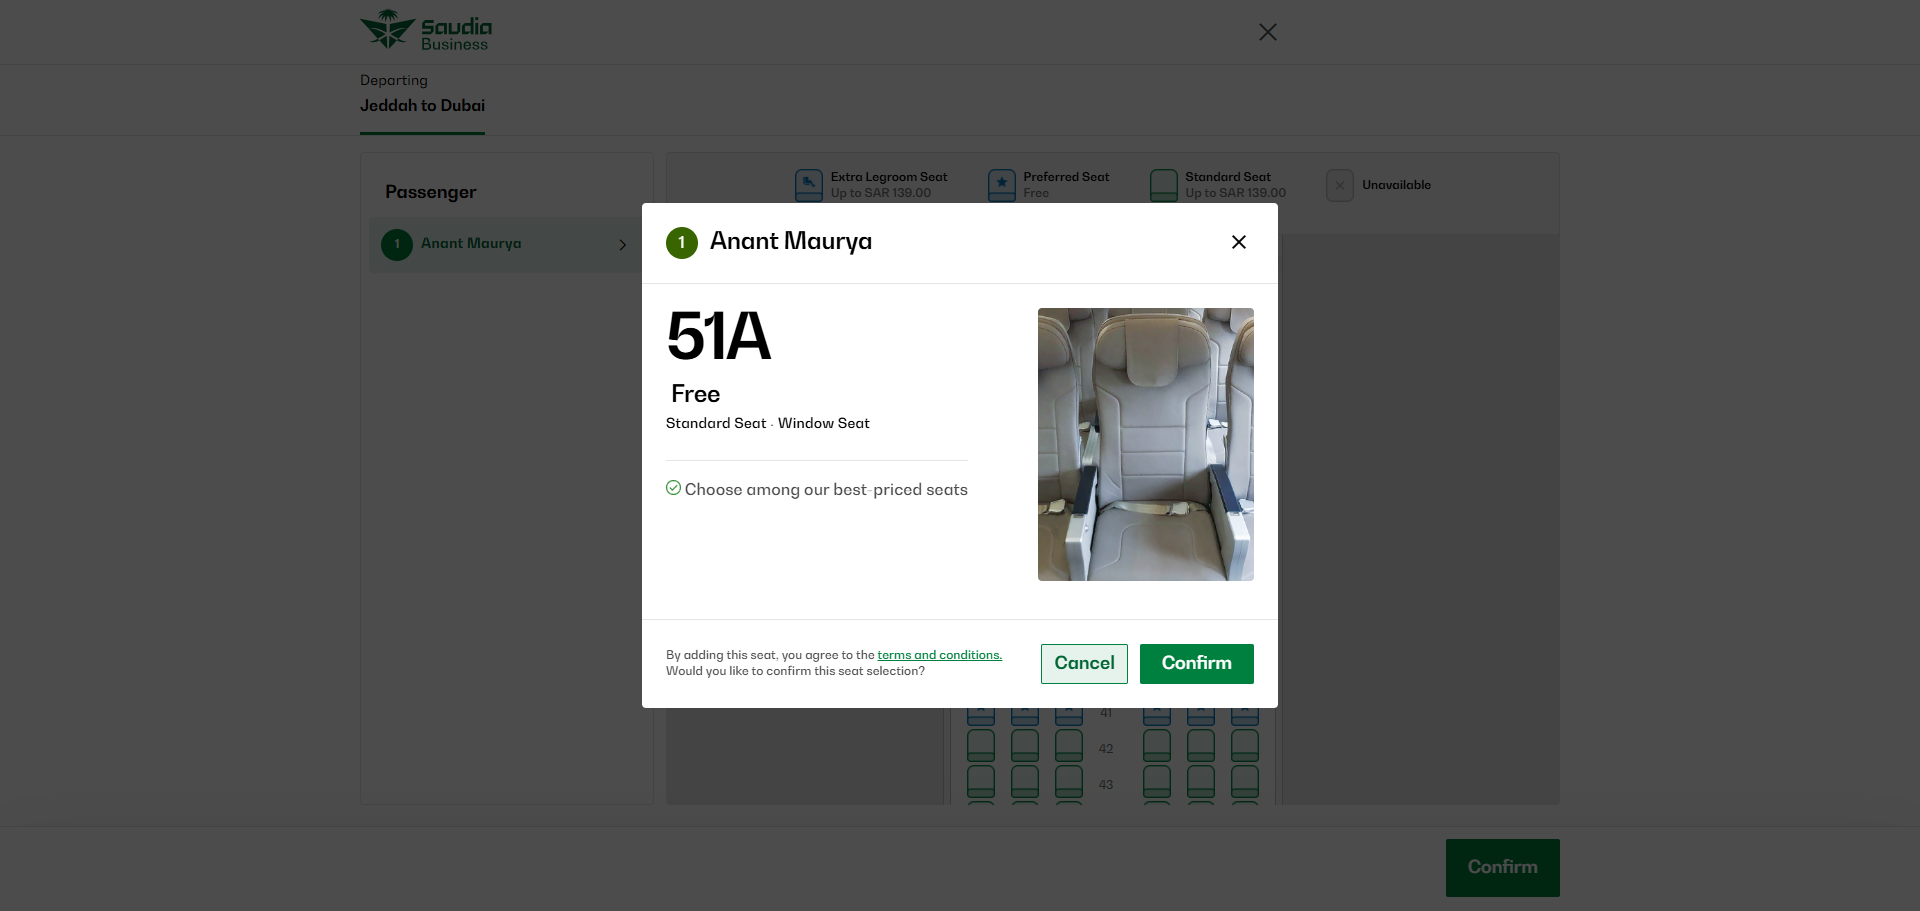 Saudia
Business
Departing
Jeddah to Dubai
Passenger
1 Anant Maurya
Extra Legroom Seat
Up to SAR 139.00
Preferred Seat
Free
Standard Seat
Up to SAR 139.00
Unavailable
1 Anant Maurya
51A
Free
Standard Seat · Window Seat
Choose among our best-priced seats
By adding this seat, you agree to the terms and conditions.
Would you like to confirm this seat selection?
Cancel
Confirm
41
42
43
Confirm